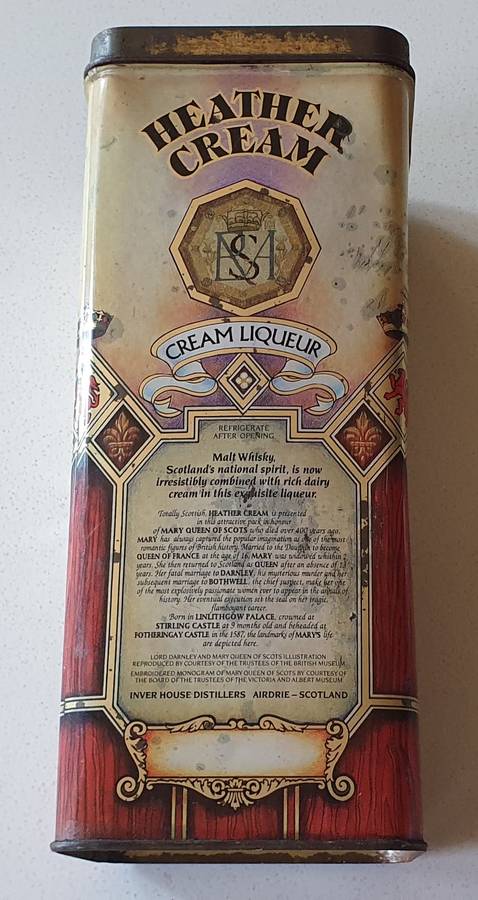 HEATHER
CREAM
CREAM LIQUEUR
REFRIGERATE
AFTER OPENING
Malt Whisky,
Scotland's national spirit, is now
irresistibly combined with rich dairy
cream in this exquisite liqueur.
Totally Scottish, HEATHER CREAM is presented
in this attractive pack in honour
of MARY QUEEN OF SCOTS who died over 400 years ago.
MARY has always captured the popular imagination as one of the most
romantic figures of British history. Married to the Dauphin to become
QUEEN OF FRANCE at the age of 16, MARY was widowed within 2
years. She then returned to Scotland as QUEEN after an absence of 13
years. Her fatal marriage to DARNLEY, his mysterious murder and her
subsequent marriage to BOTHWELL, the chief suspect, make her one
of the most explosively passionate women ever to appear in the annals of
history. Her eventual execution set the seal on her tragic,
flamboyant career.
Born in LINLITHGOW PALACE, crowned at
STIRLING CASTLE at 9 months old and beheaded at
FOTHERINGAY CASTLE in the 1587, the landmarks of MARY'S life
are depicted here.
LORD DARNLEY AND MARY QUEEN OF SCOTS ILLUSTRATION
REPRODUCED BY COURTESY OF THE TRUSTEES OF THE BRITISH MUSEUM
EMBROIDERED MONOGRAM OF MARY QUEEN OF SCOTS BY COURTESY OF
THE BOARD OF THE TRUSTEES OF THE VICTORIA AND ALBERT MUSEUM
INVER HOUSE DISTILLERS AIRDRIE – SCOTLAND